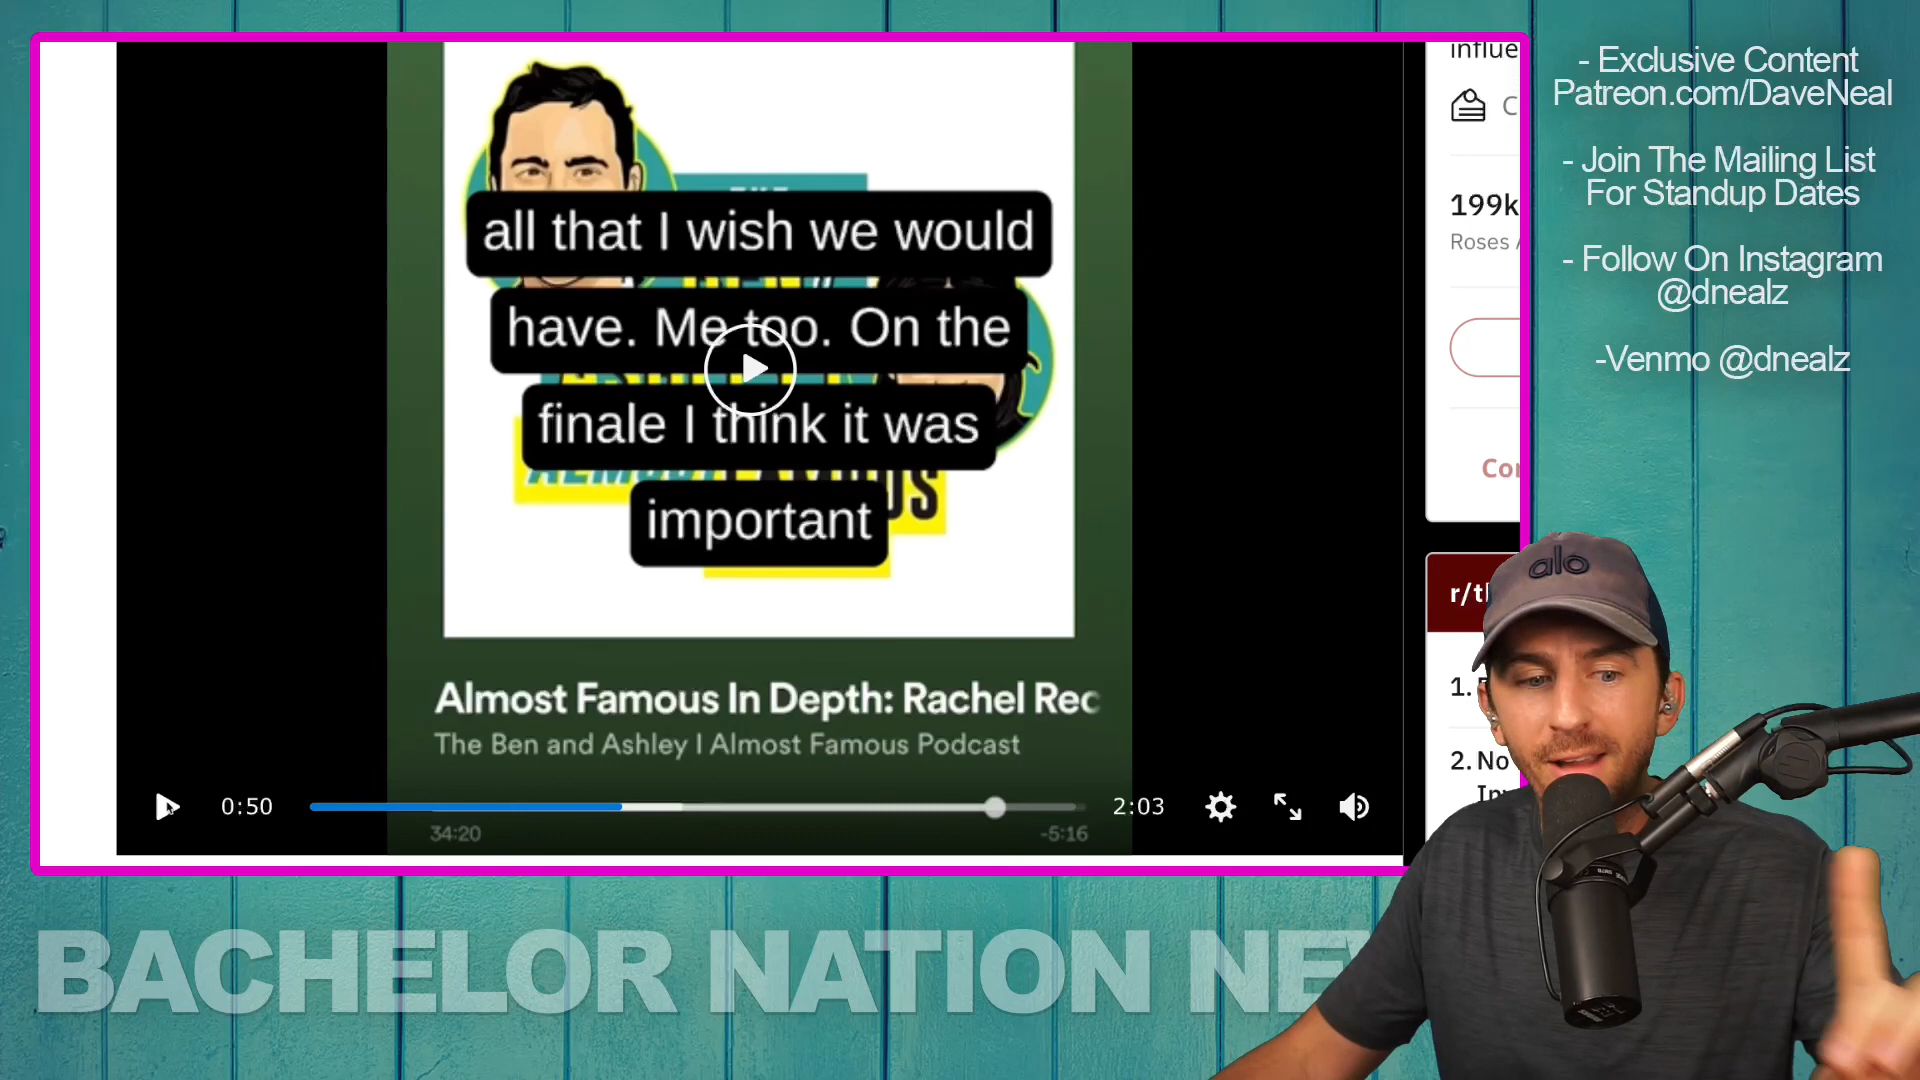 all that I wish we would
have. Me too. On the
finale I think it was
important
Almost Famous In Depth: Rachel Rec
The Ben and Ashley I Almost Famous Podcast
0:50
2:03
34:20
-5:16
influe
C
199k
Roses
Con
r/t
1.
2. No
- Exclusive Content
Patreon.com/DaveNeal
- Join The Mailing List
For Standup Dates
- Follow On Instagram
@dnealz
-Venmo @dnealz
alo
BACHELOR NATION NE